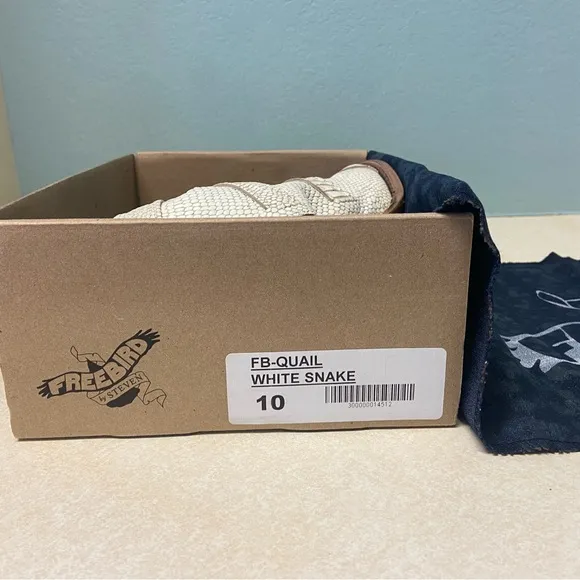 FREEBIRD
by STEVEN
FB-QUAIL
WHITE SNAKE
10
300000014512